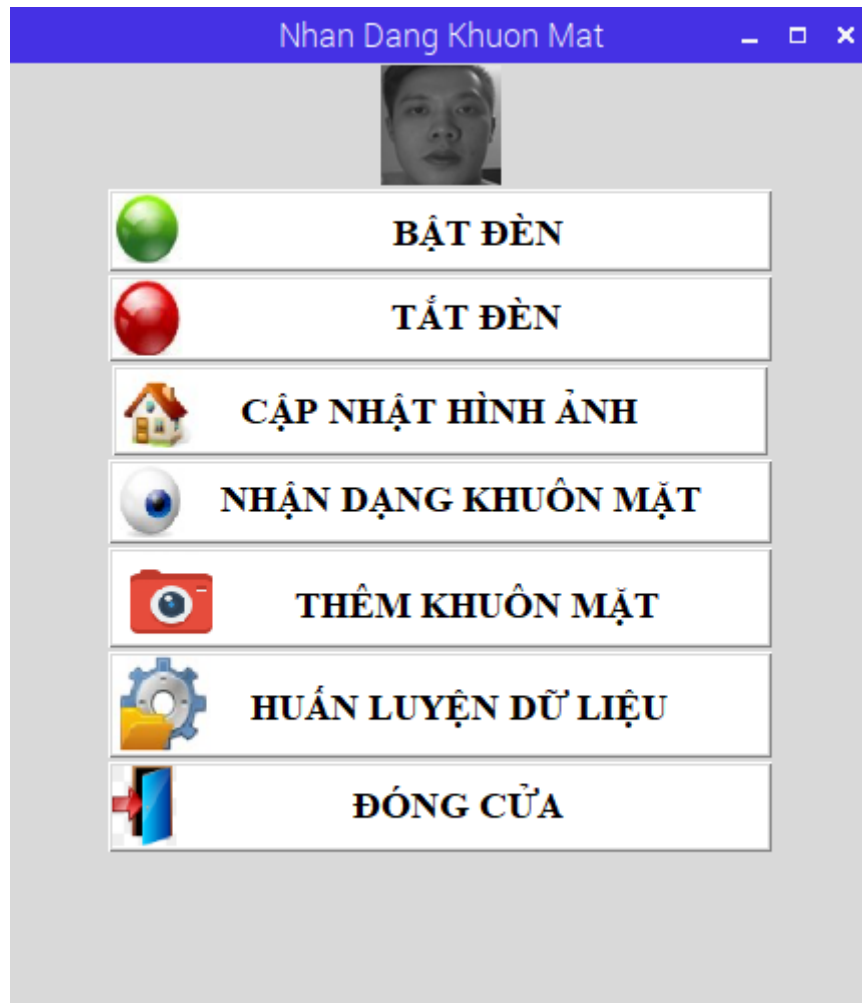 Nhan Dang Khuon Mat
BẬT ĐÈN
TẮT ĐÈN
CẬP NHẬT HÌNH ẢNH
NHẬN DẠNG KHUÔN MẶT
THÊM KHUÔN MẶT
HUẤN LUYỆN DỮ LIỆU
ĐÓNG CỬA